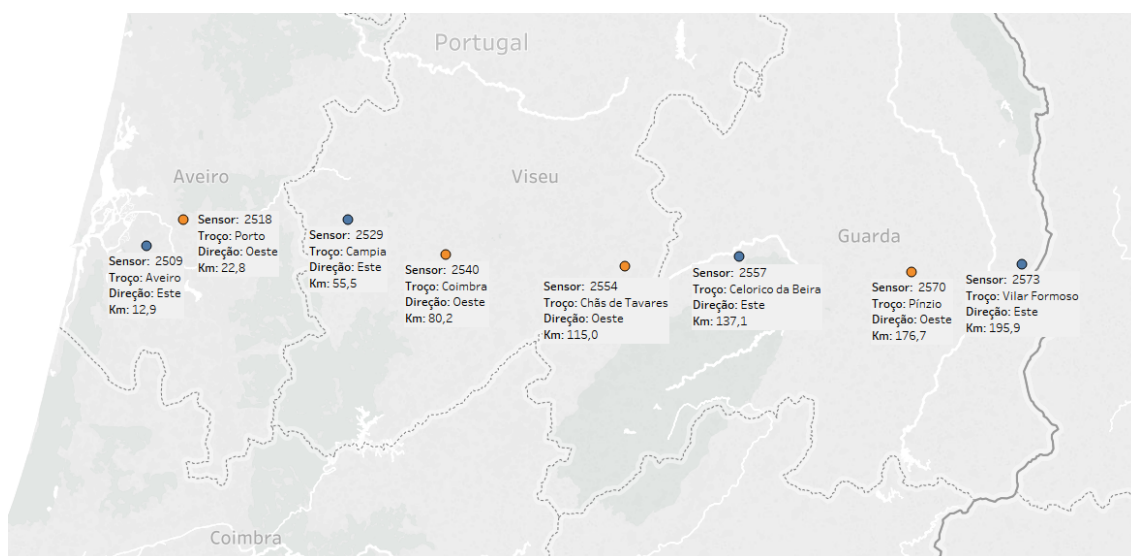 Portugal
Aveiro
Viseu
Guarda
Coimbra
Sensor: 2509
Troço: Aveiro
Direção: Este
Km: 12,9
Sensor: 2518
Troço: Porto
Direção: Oeste
Km: 22,8
Sensor: 2529
Troço: Campia
Direção: Este
Km: 55,5
Sensor: 2540
Troço: Coimbra
Direção: Oeste
Km: 80,2
Sensor: 2554
Troço: Chãs de Tavares
Direção: Oeste
Km: 115,0
Sensor: 2557
Troço: Celorico da Beira
Direção: Este
Km: 137,1
Sensor: 2570
Troço: Pínzio
Direção: Oeste
Km: 176,7
Sensor: 2573
Troço: Vilar Formoso
Direção: Este
Km: 195,9